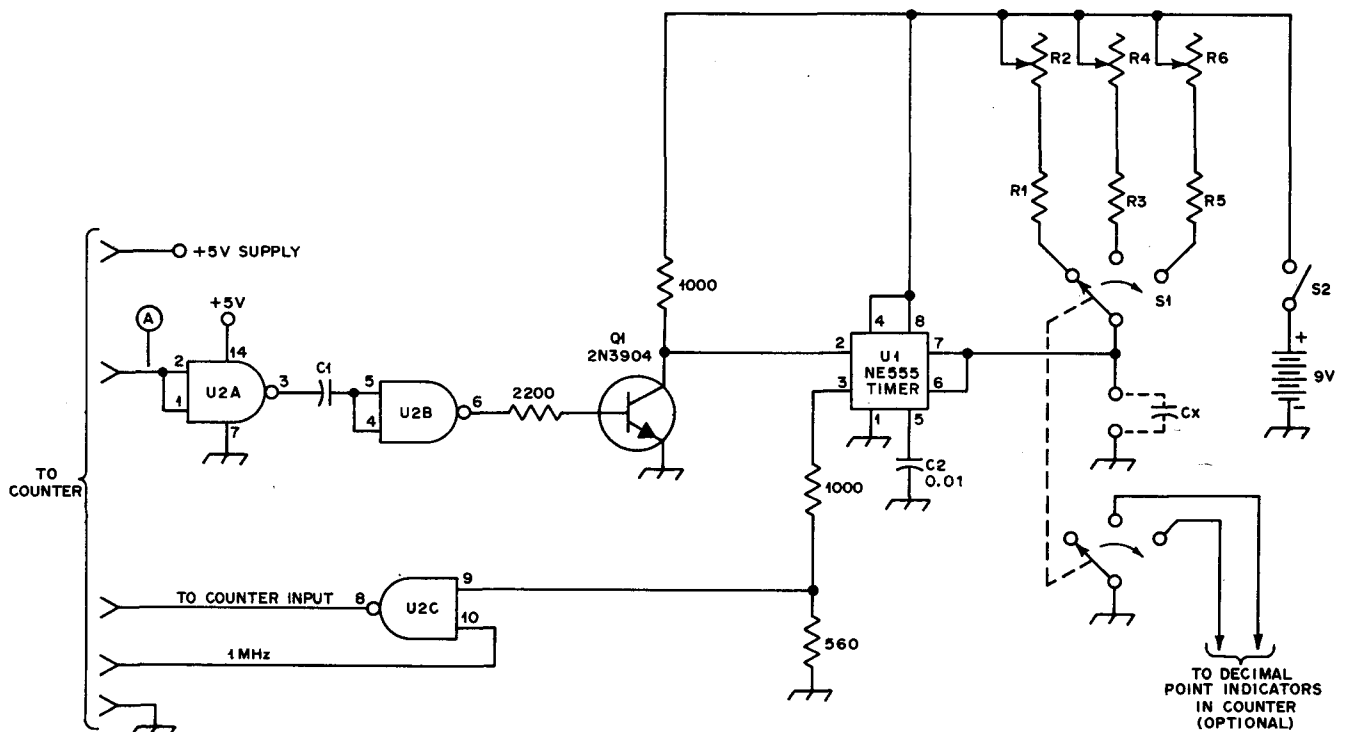 R2
R4
R6
R1
R3
R5
+5V SUPPLY
1000
S1
S2
A
+5V
14
2
1
U2A
3
7
C1
5
4
U2B
6
2200
Q1
2N3904
4
8
2
U1
7
NE555
TIMER
3
6
1
5
+
9V
-
Cx
C2
0.01
TO
COUNTER
1000
TO COUNTER INPUT
8
U2C
9
10
560
1 MHz
TO DECIMAL
POINT INDICATORS
IN COUNTER
(OPTIONAL)